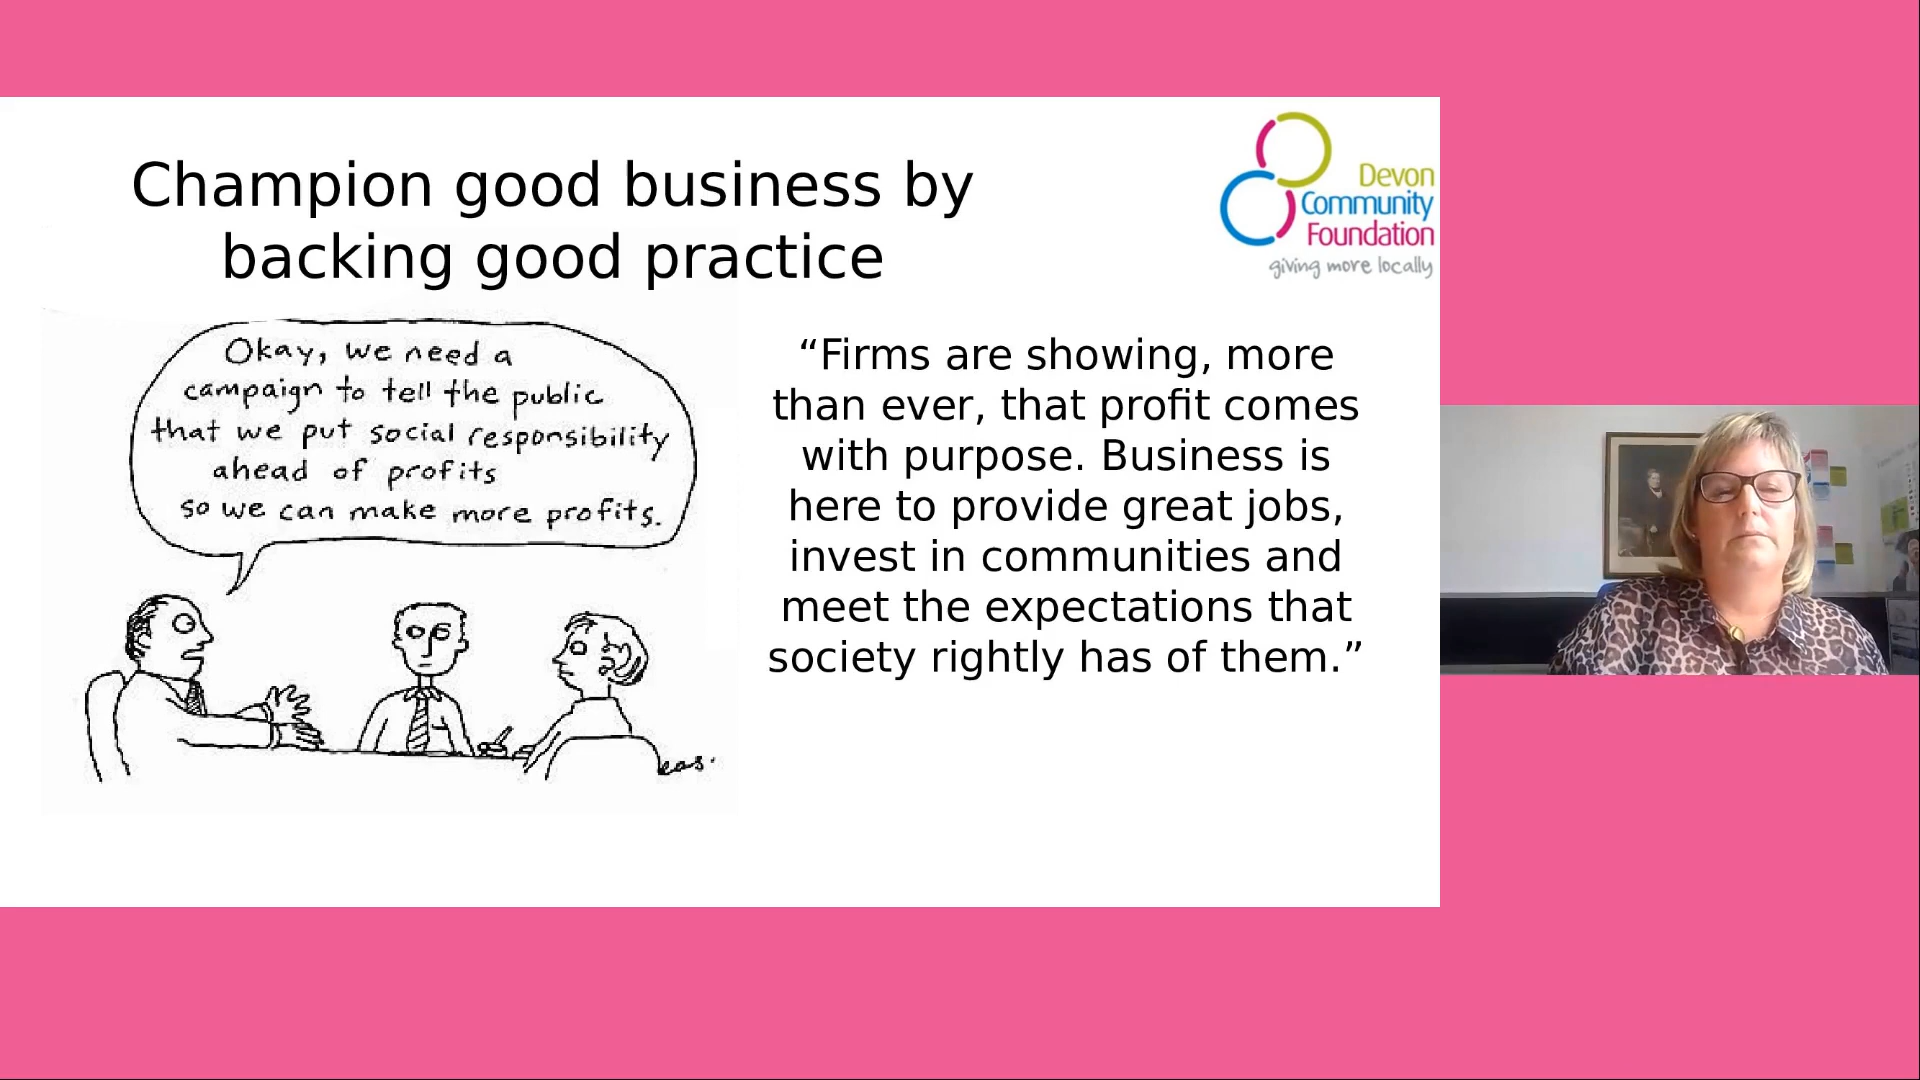 Champion good business by
backing good practice
Devon
Community
Foundation
giving more locally
Okay, we need a
campaign to tell the public
that we put social responsibility
ahead of profits
so we can make more profits.
eas.
“Firms are showing, more
than ever, that profit comes
with purpose. Business is
here to provide great jobs,
invest in communities and
meet the expectations that
society rightly has of them.”